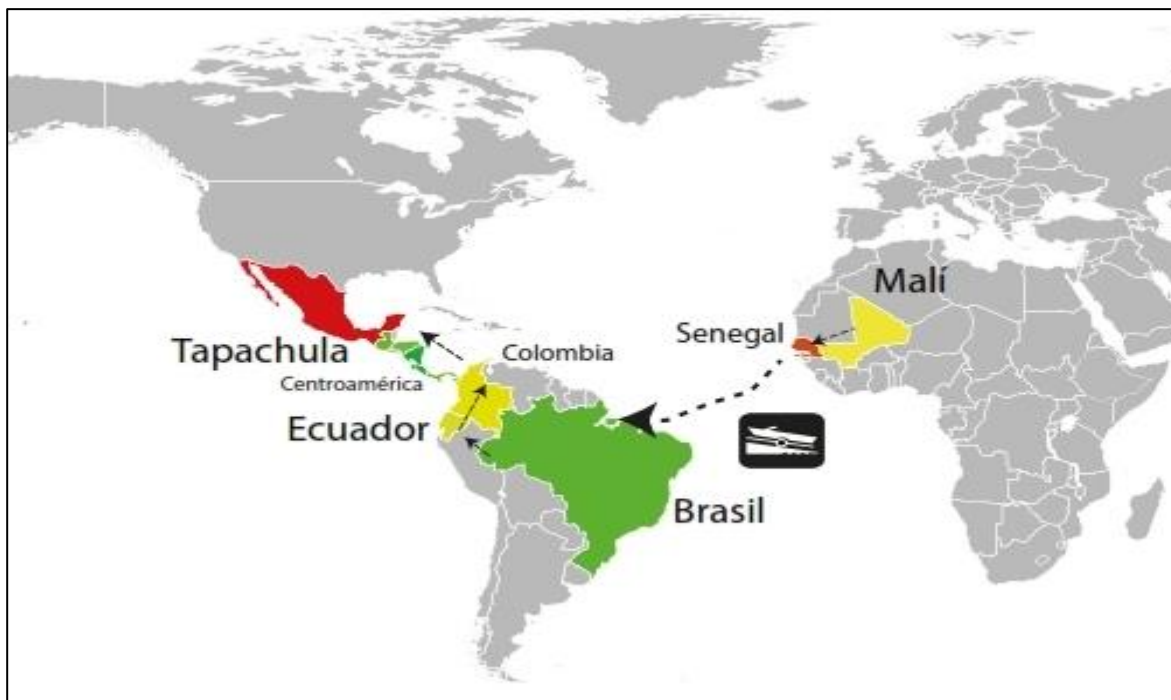 Malí
Senegal
Tapachula
Colombia
Centroamérica
Ecuador
Brasil